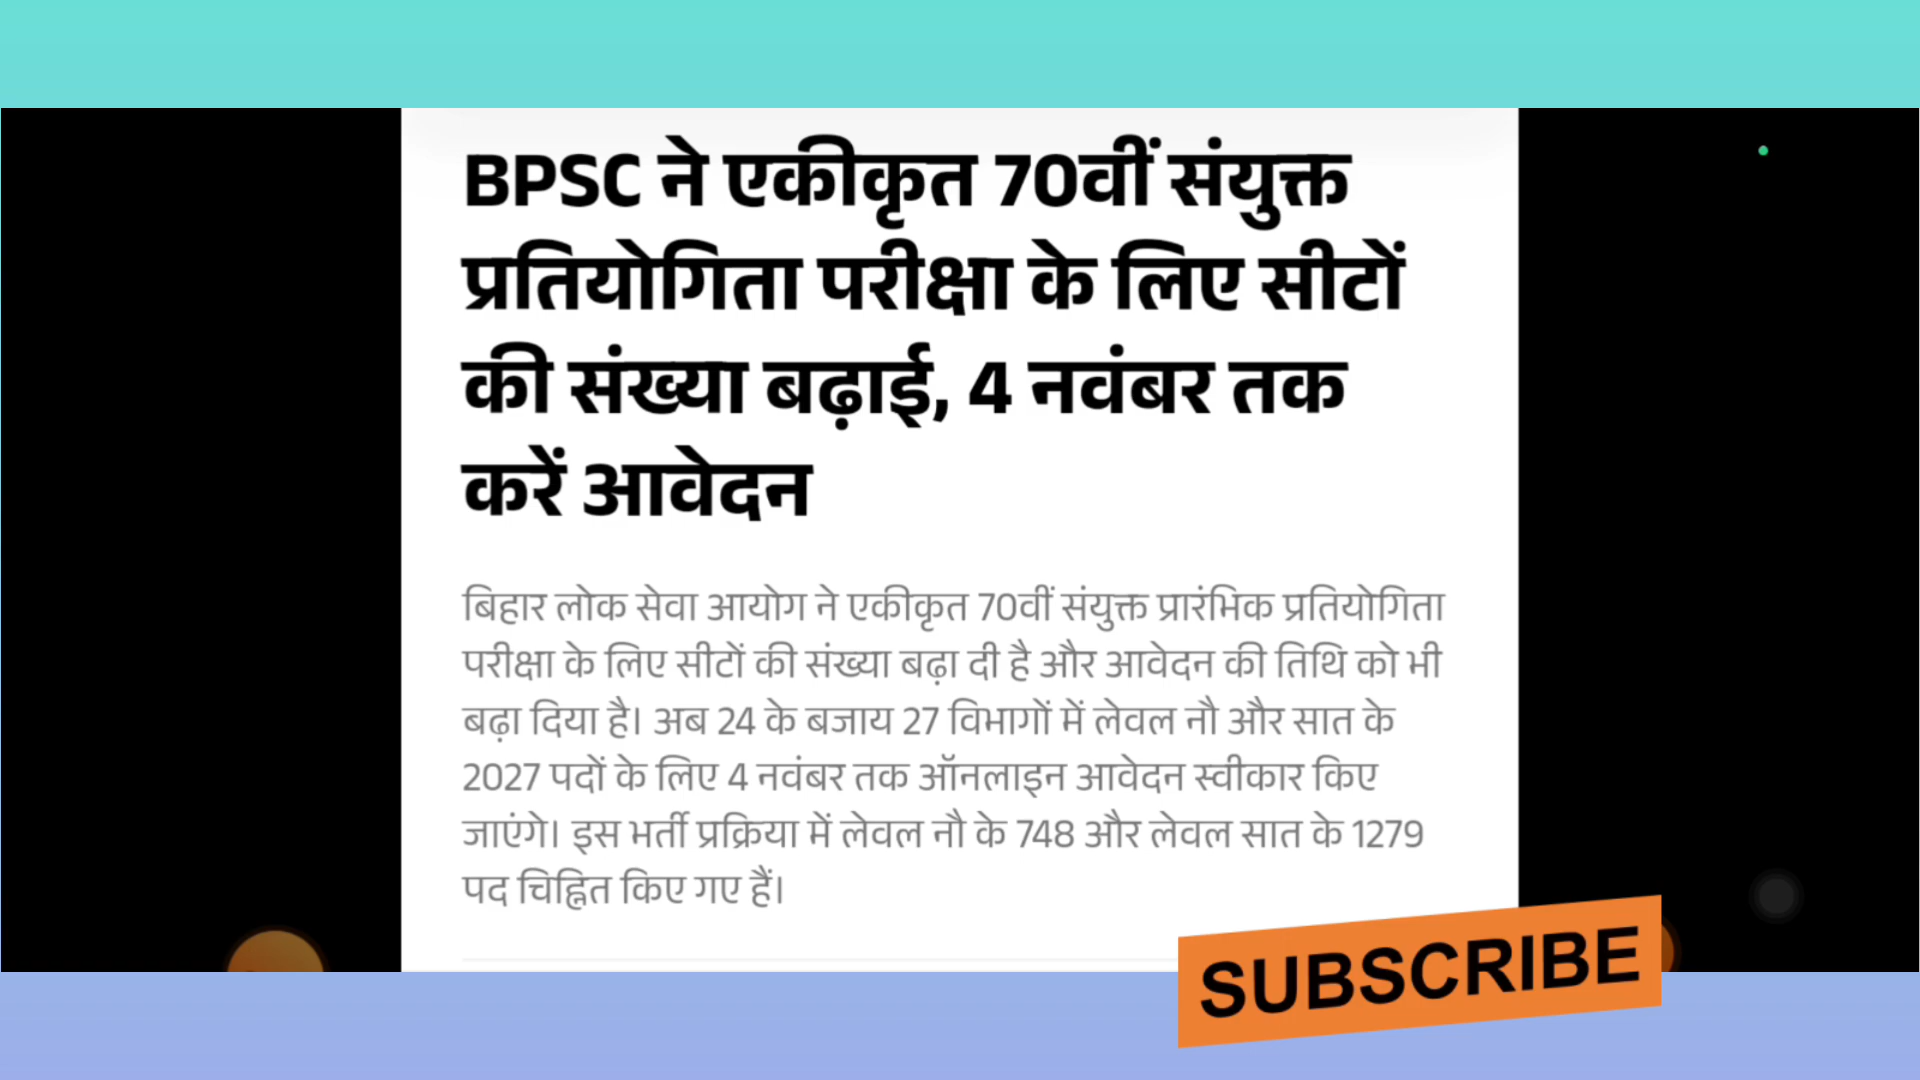 BPSC ने एकीकृत 70वीं संयुक्त
प्रतियोगिता परीक्षा के लिए सीटों
की संख्या बढ़ाई, 4 नवंबर तक
करें आवेदन
बिहार लोक सेवा आयोग ने एकीकृत 70वीं संयुक्त प्रारंभिक प्रतियोगिता
परीक्षा के लिए सीटों की संख्या बढ़ा दी है और आवेदन की तिथि को भी
बढ़ा दिया है। अब 24 के बजाय 27 विभागों में लेवल नौ और सात के
2027 पदों के लिए 4 नवंबर तक ऑनलाइन आवेदन स्वीकार किए
जाएंगे। इस भर्ती प्रक्रिया में लेवल नौ के 748 और लेवल सात के 1279
पद चिह्नित किए गए हैं।
SUBSCRIBE